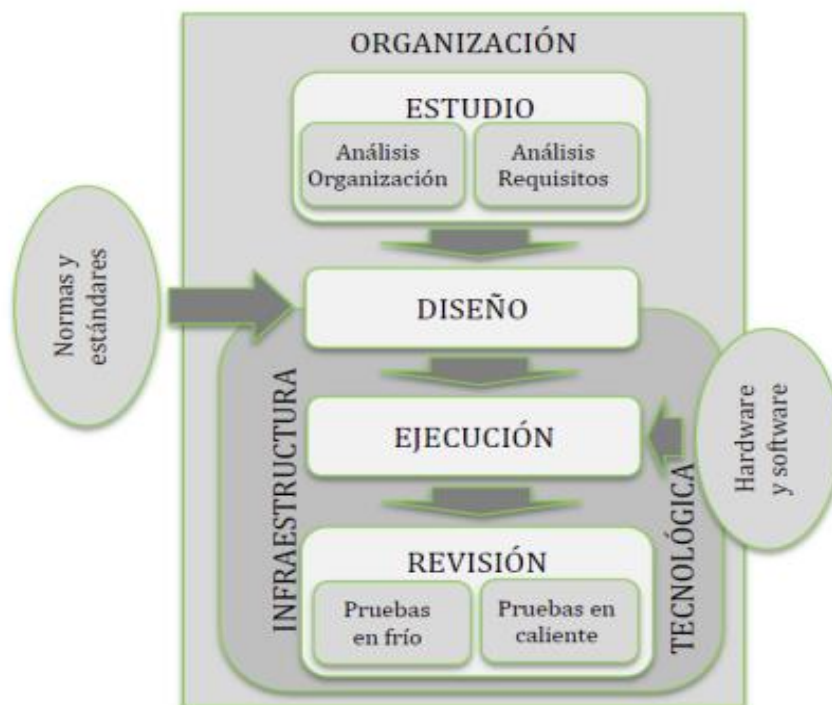 ORGANIZACIÓN
ESTUDIO
Análisis
Organización
Análisis
Requisitos
Normas y
estándares
DISEÑO
INFRAESTRUCTURA
EJECUCIÓN
Hardware
y software
TECNOLÓGICA
REVISIÓN
Pruebas
en frío
Pruebas en
caliente